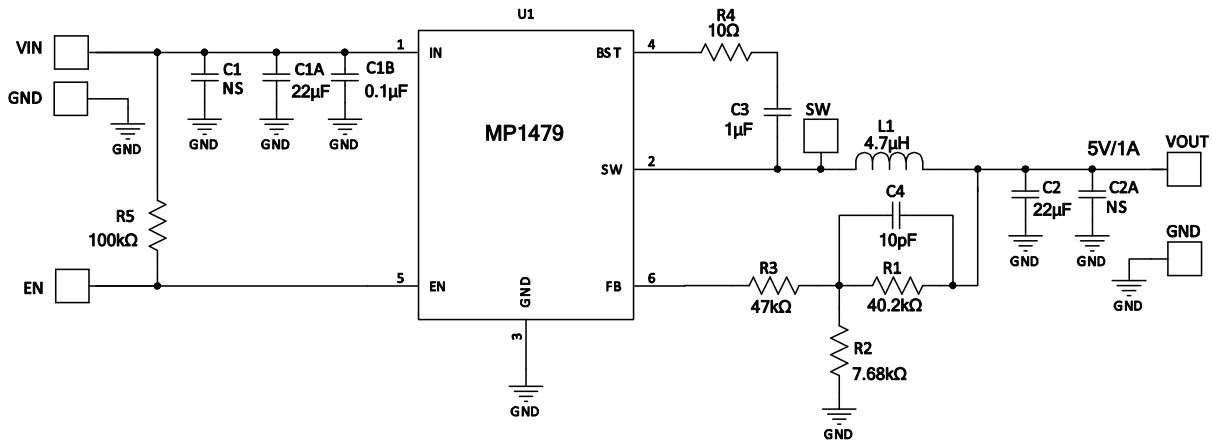 U1
VIN
1
IN
BST
4
R4
10Ω
C1
NS
C1A
22µF
C1B
0.1µF
GND
GND
GND
GND
GND
MP1479
C3
1µF
SW
L1
4.7µH
5V/1A
VOUT
SW
2
R5
100kΩ
C4
10pF
C2
22µF
C2A
NS
GND
GND
GND
GND
EN
5
EN
GND
3
FB
6
R3
47kΩ
R1
40.2kΩ
R2
7.68kΩ
GND
GND